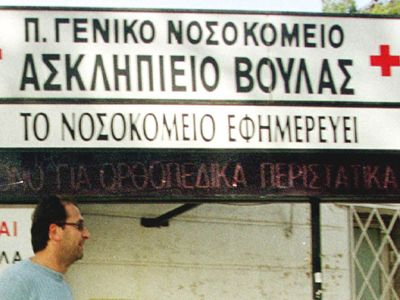 Π. ΓΕΝΙΚΟ ΝΟΣΟΚΟΜΕΙΟ
ΑΣΚΛΗΠΙΕΙΟ ΒΟΥΛΑΣ
ΤΟ ΝΟΣΟΚΟΜΕΙΟ ΕΦΗΜΕΡΕΥΕΙ
ΓΙΑ ΟΡΘΟΠΕΔΙΚΑ ΠΕΡΙΣΤΑΤΙΚΑ